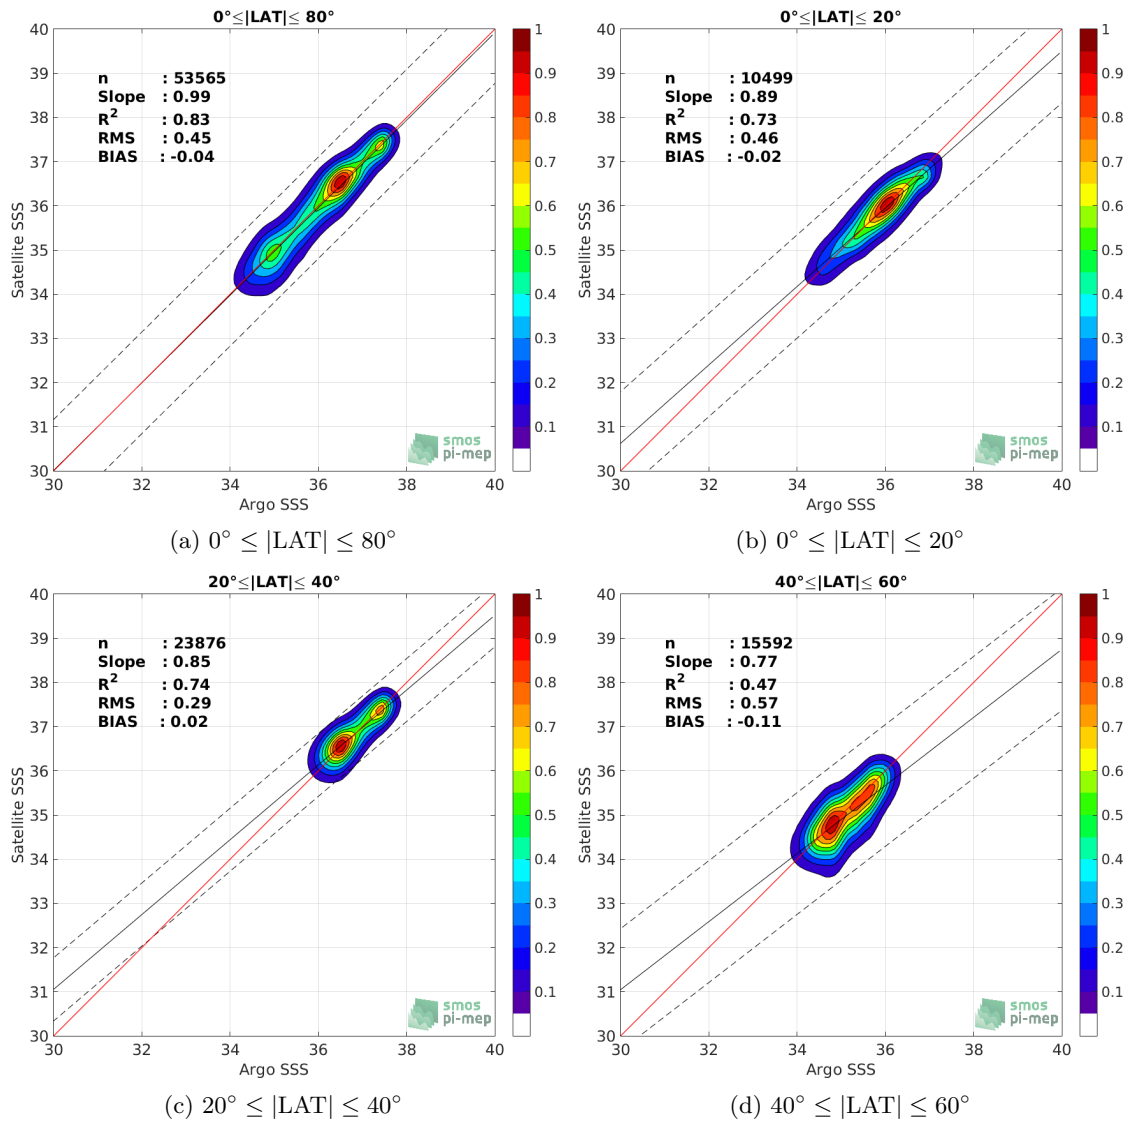 0°≤|LAT|≤ 80°
n : 53565
Slope : 0.99
R² : 0.83
RMS : 0.45
BIAS : -0.04
Satellite SSS
40
39
38
37
36
35
34
33
32
31
30
30 32 34 36 38 40
Argo SSS
1
0.9
0.8
0.7
0.6
0.5
0.4
0.3
0.2
0.1
smos
pi-mep
(a) 0° ≤ |LAT| ≤ 80°
0°≤|LAT|≤ 20°
n : 10499
Slope : 0.89
R² : 0.73
RMS : 0.46
BIAS : -0.02
Satellite SSS
40
39
38
37
36
35
34
33
32
31
30
30 32 34 36 38 40
Argo SSS
1
0.9
0.8
0.7
0.6
0.5
0.4
0.3
0.2
0.1
smos
pi-mep
(b) 0° ≤ |LAT| ≤ 20°
20°≤|LAT|≤ 40°
n : 23876
Slope : 0.85
R² : 0.74
RMS : 0.29
BIAS : 0.02
Satellite SSS
40
39
38
37
36
35
34
33
32
31
30
30 32 34 36 38 40
Argo SSS
1
0.9
0.8
0.7
0.6
0.5
0.4
0.3
0.2
0.1
smos
pi-mep
(c) 20° ≤ |LAT| ≤ 40°
40°≤|LAT|≤ 60°
n : 15592
Slope : 0.77
R² : 0.47
RMS : 0.57
BIAS : -0.11
Satellite SSS
40
39
38
37
36
35
34
33
32
31
30
30 32 34 36 38 40
Argo SSS
1
0.9
0.8
0.7
0.6
0.5
0.4
0.3
0.2
0.1
smos
pi-mep
(d) 40° ≤ |LAT| ≤ 60°